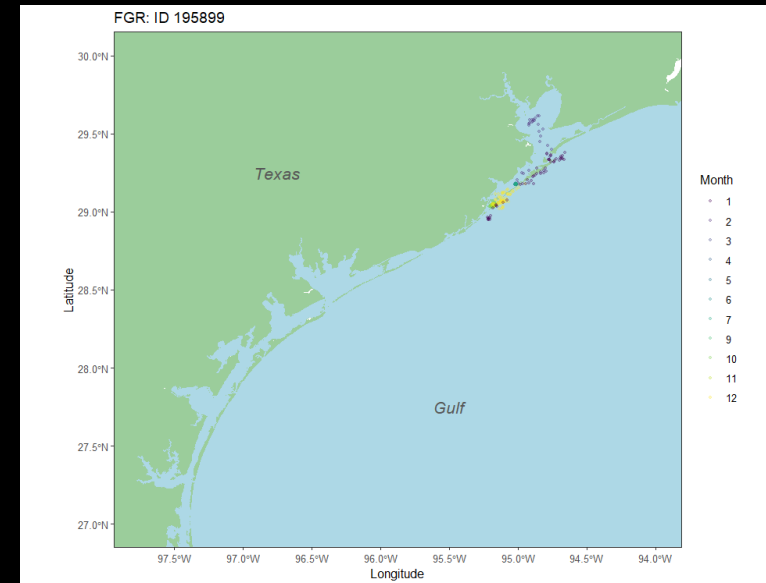 FGR: ID 195899
30.0°N
29.5°N
29.0°N
28.5°N
28.0°N
27.5°N
27.0°N
Latitude
Texas
Gulf
97.5°W 97.0°W 96.5°W 96.0°W 95.5°W 95.0°W 94.5°W 94.0°W
Longitude
Month
1
2
3
4
5
6
7
9
10
11
12